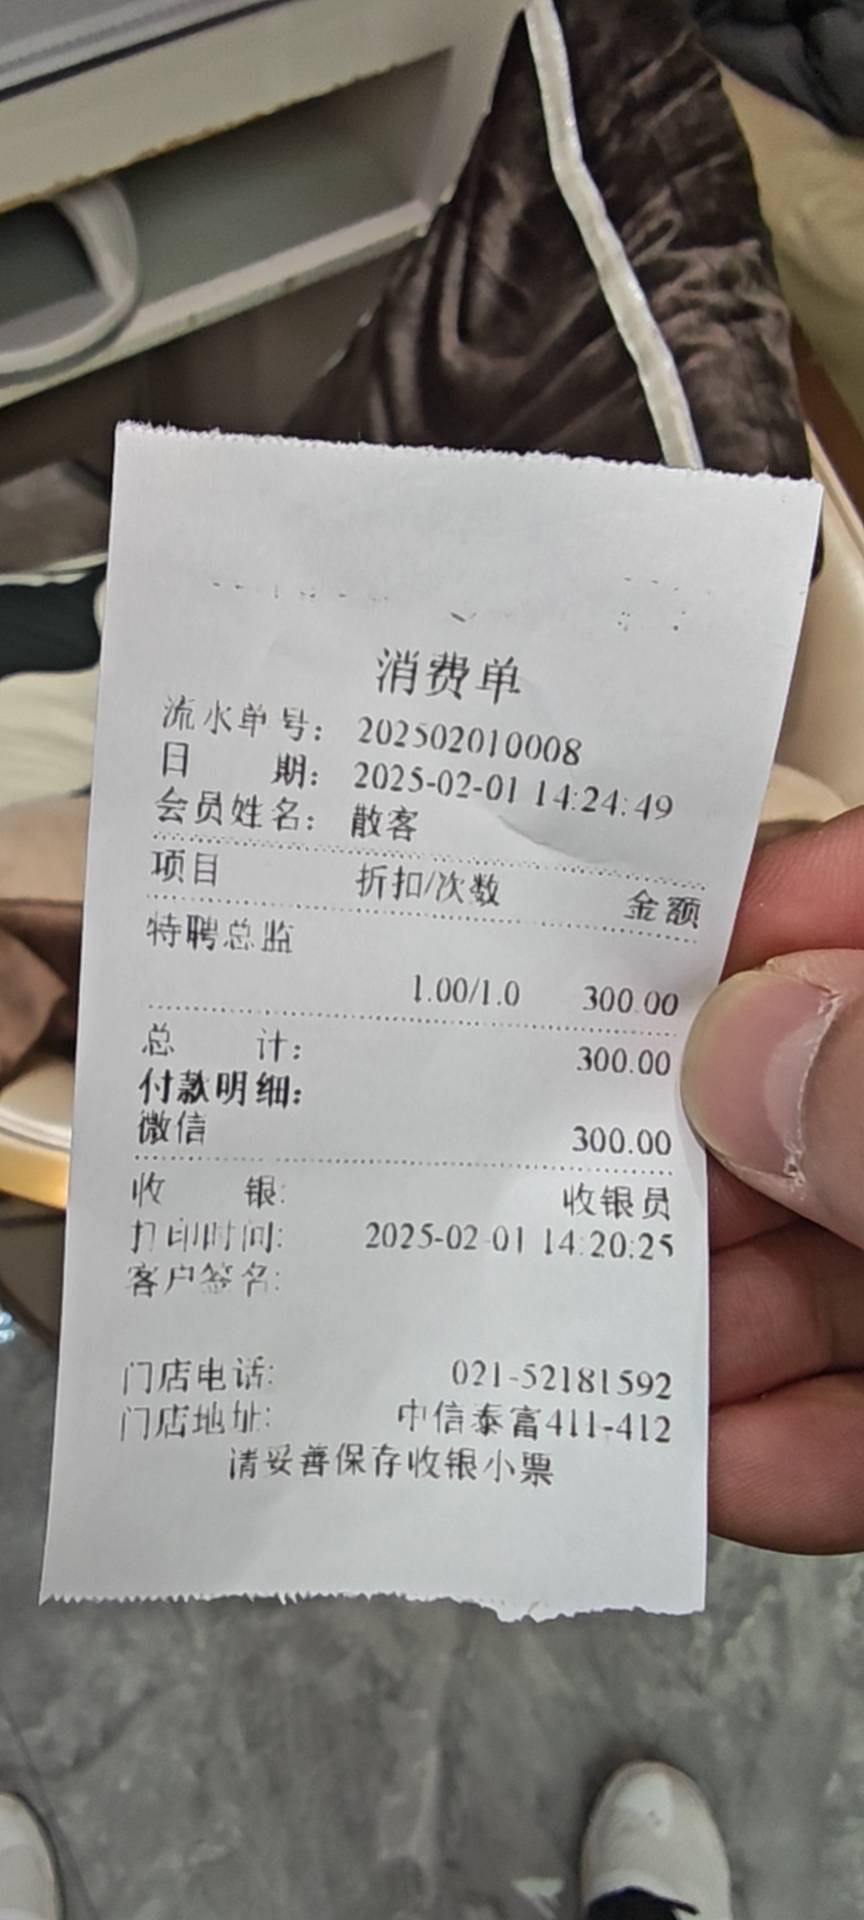 消费单
流水单号: 202502010008
日 期: 2025-02-01 14:24:49
会员姓名: 散客
项目 折扣/次数 金额
特聘总监
1.00/1.0 300.00
总 计: 300.00
付款明细:
微信 300.00
收 银: 收银员
打印时间: 2025-02-01 14:20:25
客户签名:
门店电话: 021-52181592
门店地址: 中信泰富411-412
请妥善保存收银小票